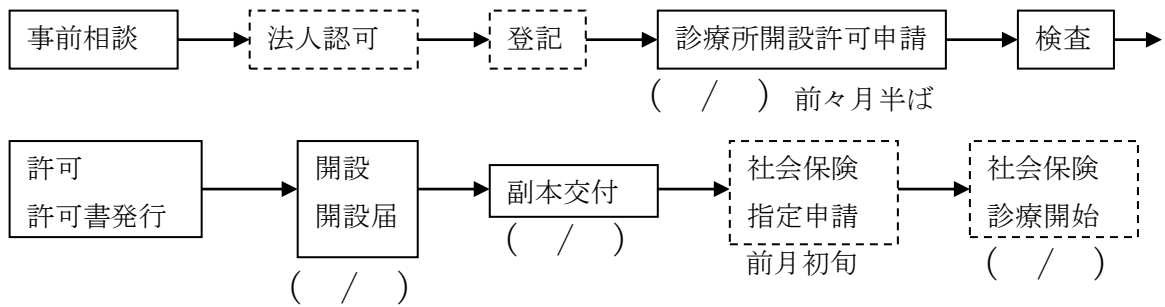 事前相談 法人認可 登記 診療所開設許可申請 検査
( / ) 前々月半ば
許可 開設 副本交付 社会保険 社会保険
許可書発行 開設届 指定申請 診療開始
( / ) ( / ) 前月初旬 ( / )